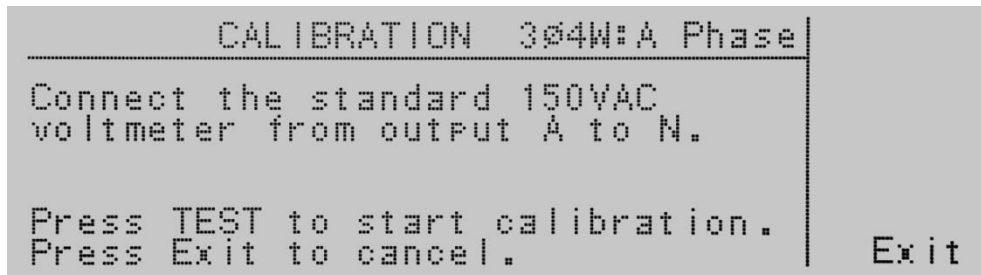 CALIBRATION 3Ø4W:A Phase
Connect the standard 150VAC
voltmeter from output A to N.
Press TEST to start calibration.
Press Exit to cancel.
Exit